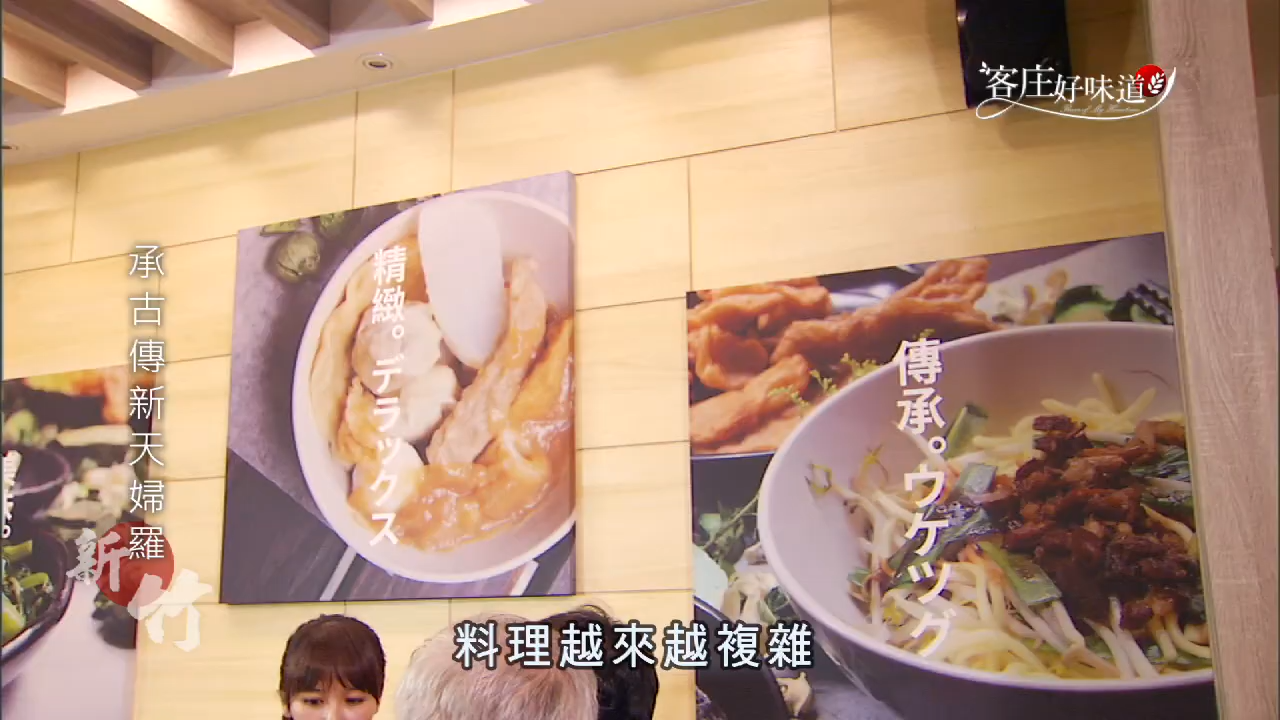 客庄好味道
承古傳新天婦羅
新竹
精緻。デラックス
傳承。ウケツグ
料理越來越複雜